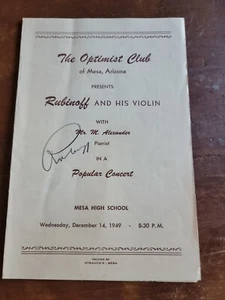 The Optimist Club
of Mesa, Arizona
PRESENTS
Rubinoff AND HIS VIOLIN
WITH
Mr. M. Alexander
Pianist
Rubinoff
IN A
Popular Concert
MESA HIGH SCHOOL
Wednesday, December 14, 1949 - 8:30 P.M.